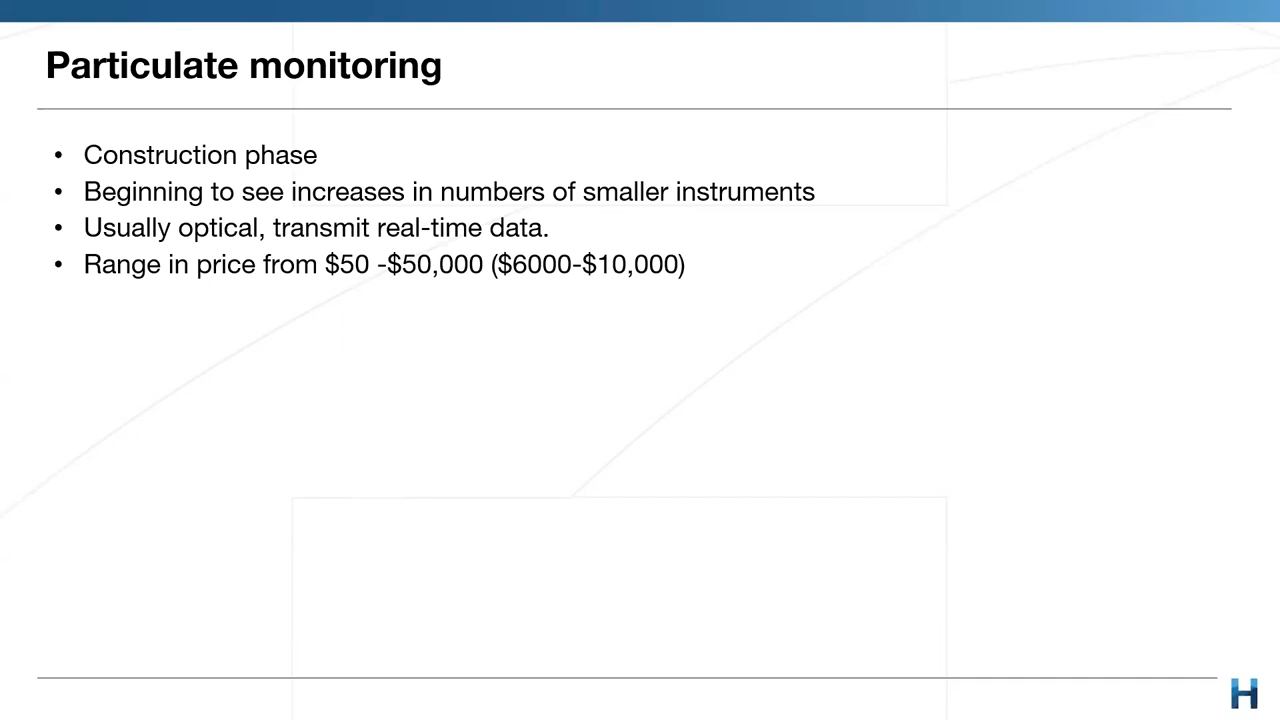 Particulate monitoring
• Construction phase
• Beginning to see increases in numbers of smaller instruments
• Usually optical, transmit real-time data.
• Range in price from $50 -$50,000 ($6000-$10,000)
H